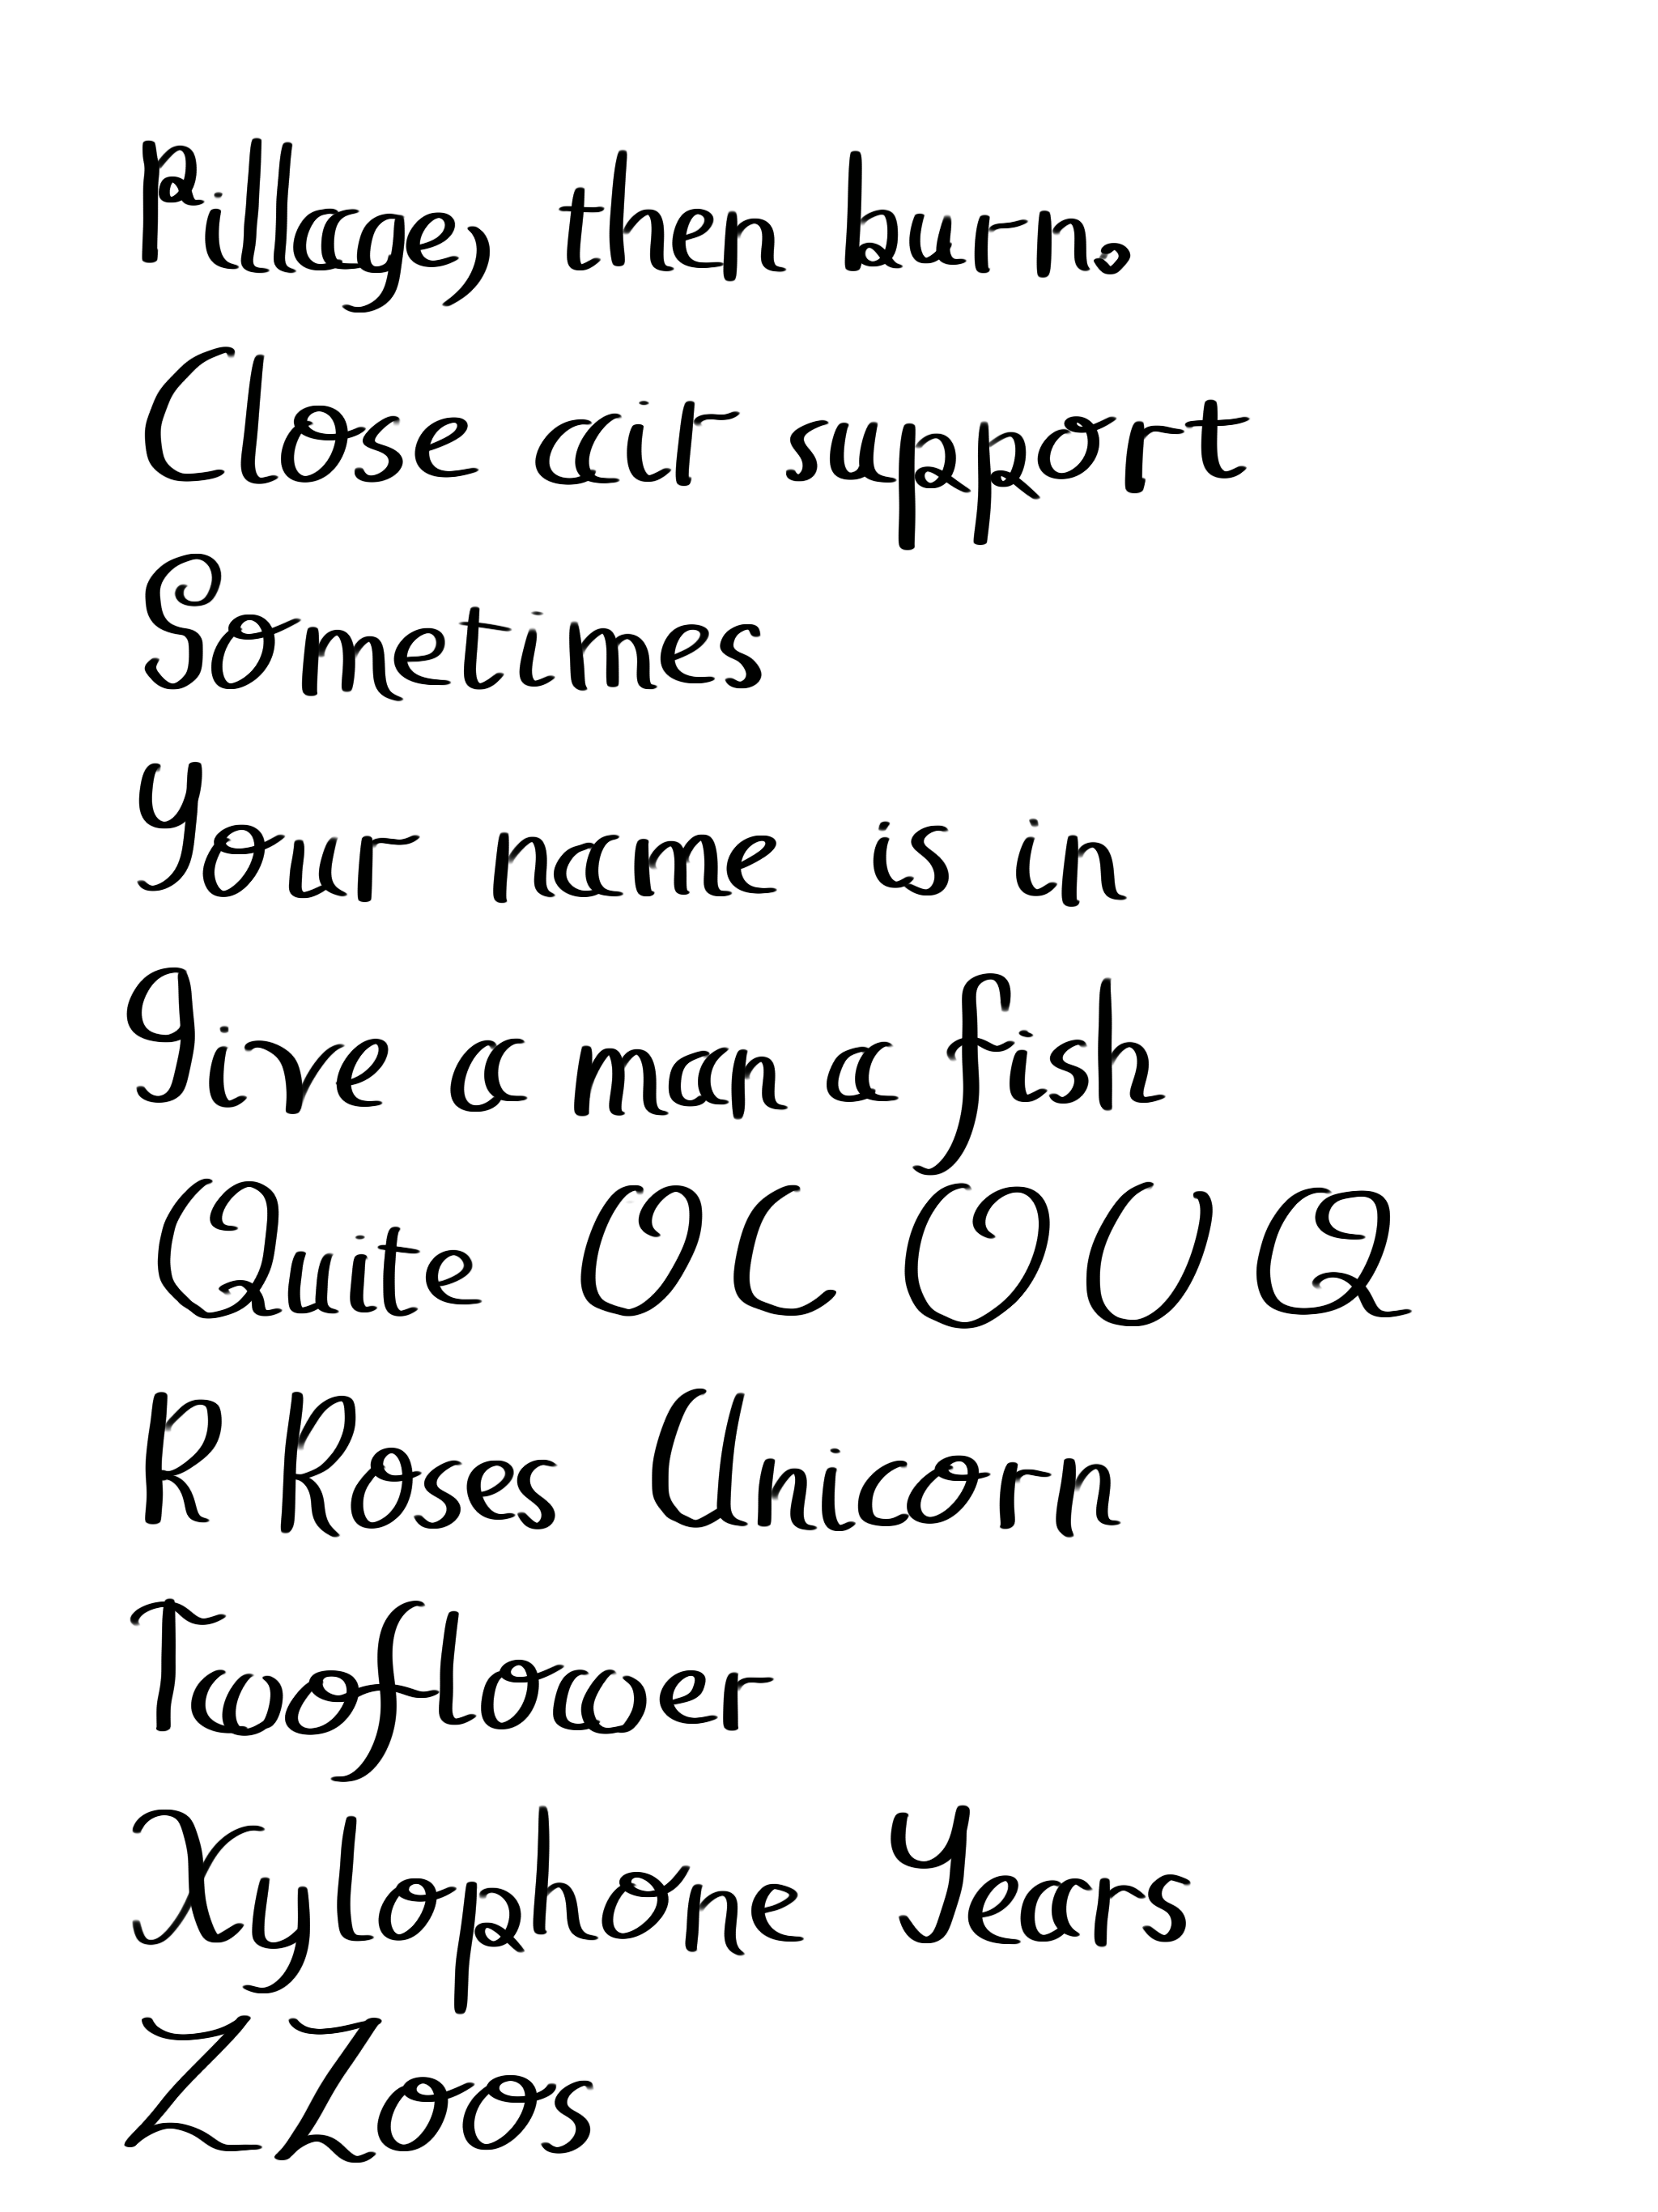 Pillage, then burn.
Close air support
Sometimes
Your name is in
Give a man a fish
Quite O C O U Q
R Roses Unicorn
Twoflower
Xylophone Years
Z Zoos